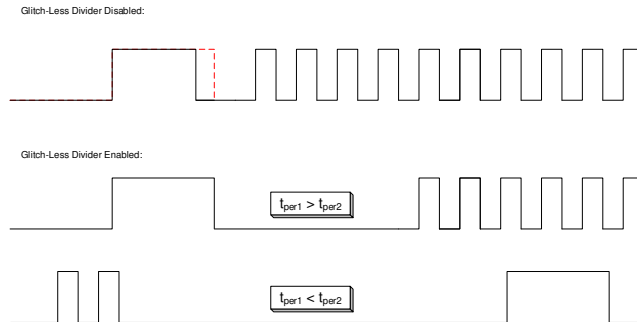 Glitch-Less Divider Disabled:
Glitch-Less Divider Enabled:
tper1 > tper2
tper1 < tper2